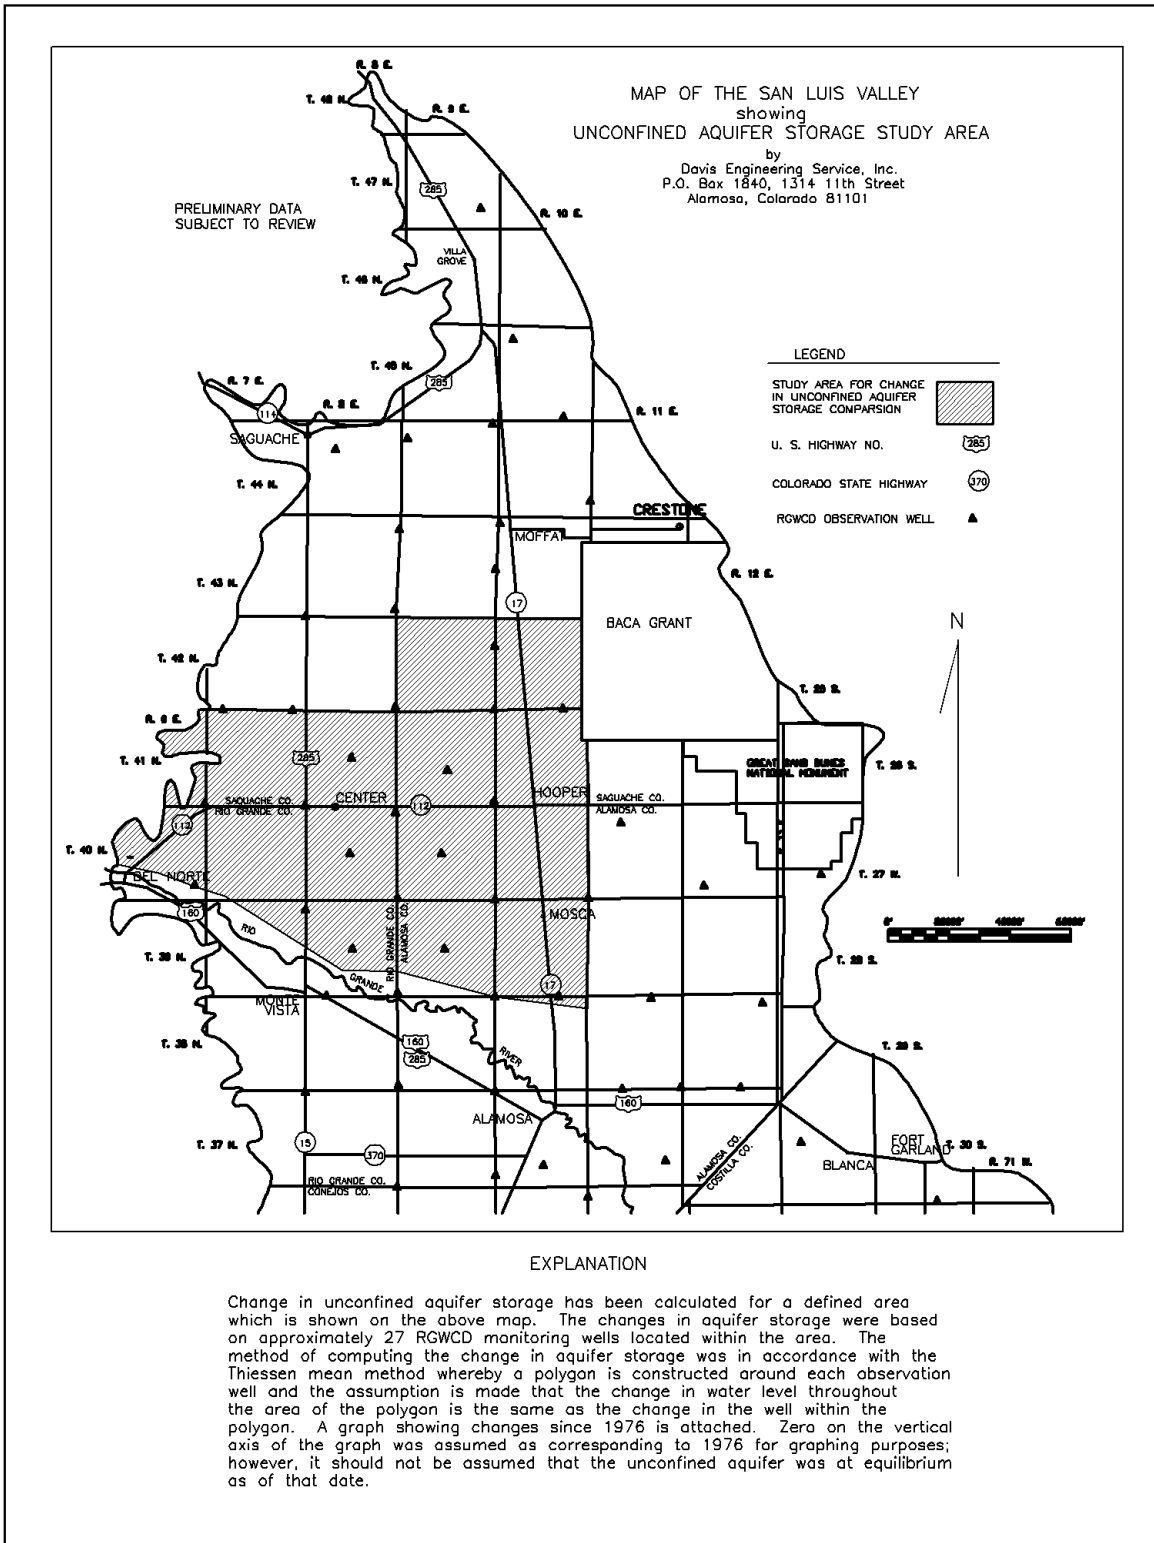 MAP OF THE SAN LUIS VALLEY
showing
UNCONFINED AQUIFER STORAGE STUDY AREA
by
Davis Engineering Service, Inc.
P.O. Box 1840, 1314 11th Street
Alamosa, Colorado 81101
PRELIMINARY DATA
SUBJECT TO REVIEW
R. 8 E.
T. 48 N.
R. 9 E.
T. 47 N.
285
R. 10 E.
VILLA
GROVE
T. 46 N.
T. 45 N.
285
R. 7 E.
R. 8 E.
114
R. 11 E.
SAGUACHE
T. 44 N.
CRESTONE
MOFFAT
LEGEND
STUDY AREA FOR CHANGE
IN UNCONFINED AQUIFER
STORAGE COMPARSION
U. S. HIGHWAY NO.
285
COLORADO STATE HIGHWAY
370
RGWCD OBSERVATION WELL
T. 43 N.
R. 12 E.
17
BACA GRANT
N
T. 42 N.
R. 6 E.
T. 41 N.
285
GREAT SAND DUNES
NATIONAL MONUMENT
CENTER
HOOPER
SAGUACHE CO.
RIO GRANDE CO.
112
SAGUACHE CO.
ALAMOSA CO.
112
T. 40 N.
DEL NORTE
T. 27 N.
160
RIO
GRANDE
RIVER
RIO GRANDE CO.
ALAMOSA CO.
MOSCA
0'
T. 39 N.
T. 28 S.
17
MONTE
VISTA
T. 38 N.
160
285
160
ALAMOSA
T. 37 N.
15
370
RIO GRANDE CO.
CONEJOS CO.
ALAMOSA CO.
COSTILLA CO.
BLANCA
FORT
GARLAND
T. 30 S.
EXPLANATION
Change in unconfined aquifer storage has been calculated for a defined area
which is shown on the above map. The changes in aquifer storage were based
on approximately 27 RGWCD monitoring wells located within the area. The
method of computing the change in aquifer storage was in accordance with the
Thiessen mean method whereby a polygon is constructed around each observation
well and the assumption is made that the change in water level throughout
the area of the polygon is the same as the change in the well within the
polygon. A graph showing changes since 1976 is attached. Zero on the vertical
axis of the graph was assumed as corresponding to 1976 for graphing purposes;
however, it should not be assumed that the unconfined aquifer was at equilibrium
as of that date.